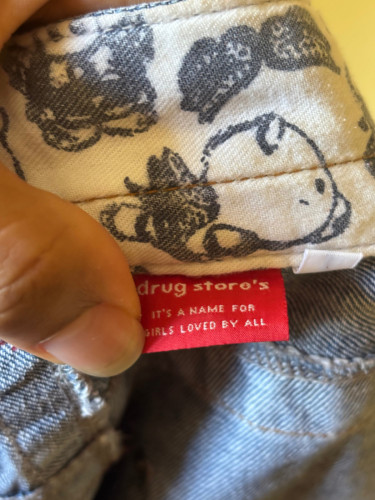 drug store's
IT'S A NAME FOR
GIRLS LOVED BY ALL